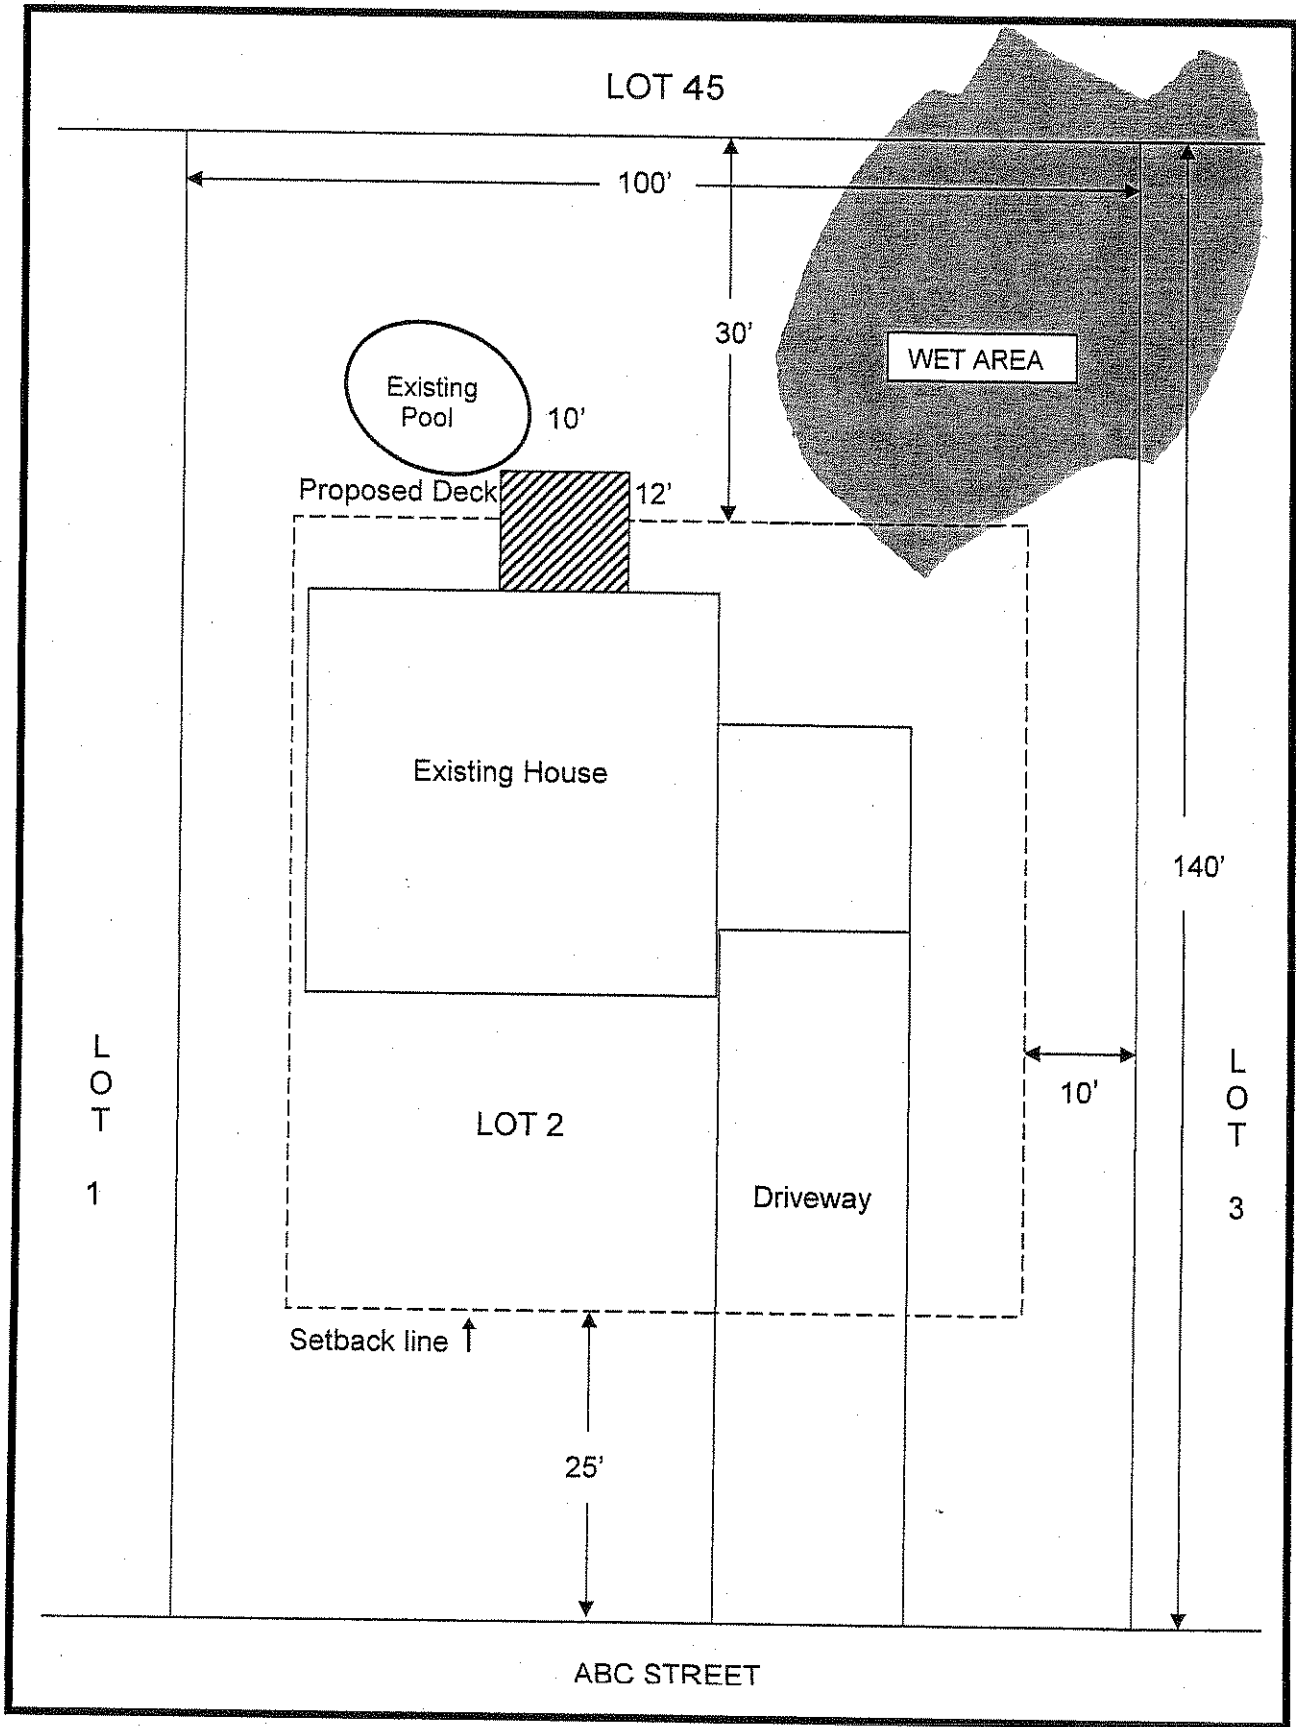 LOT 45
100'
30'
WET AREA
Existing
Pool
10'
Proposed Deck
12'
Existing House
140'
L
O
T
1
LOT 2
10'
L
O
T
3
Driveway
Setback line
25'
ABC STREET